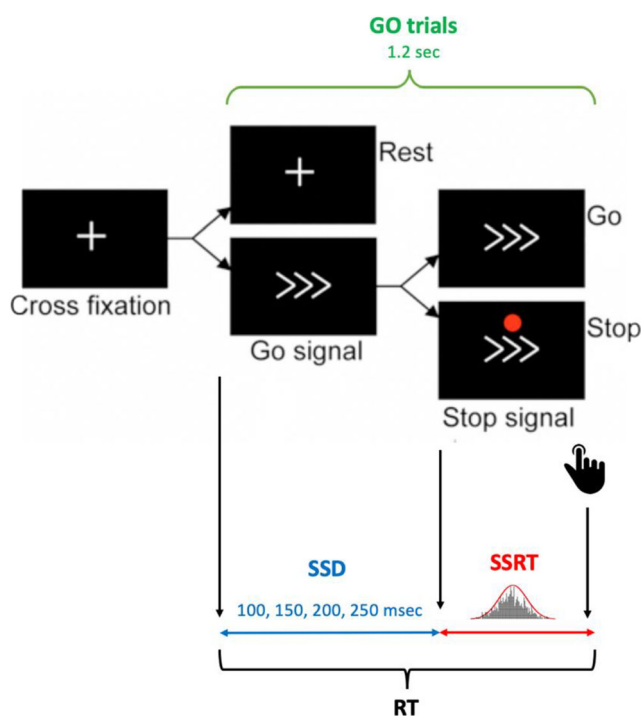 GO trials
1.2 sec
Rest
Cross fixation
Go signal
Go
Stop
Stop signal
SSD
SSRT
100, 150, 200, 250 msec
RT